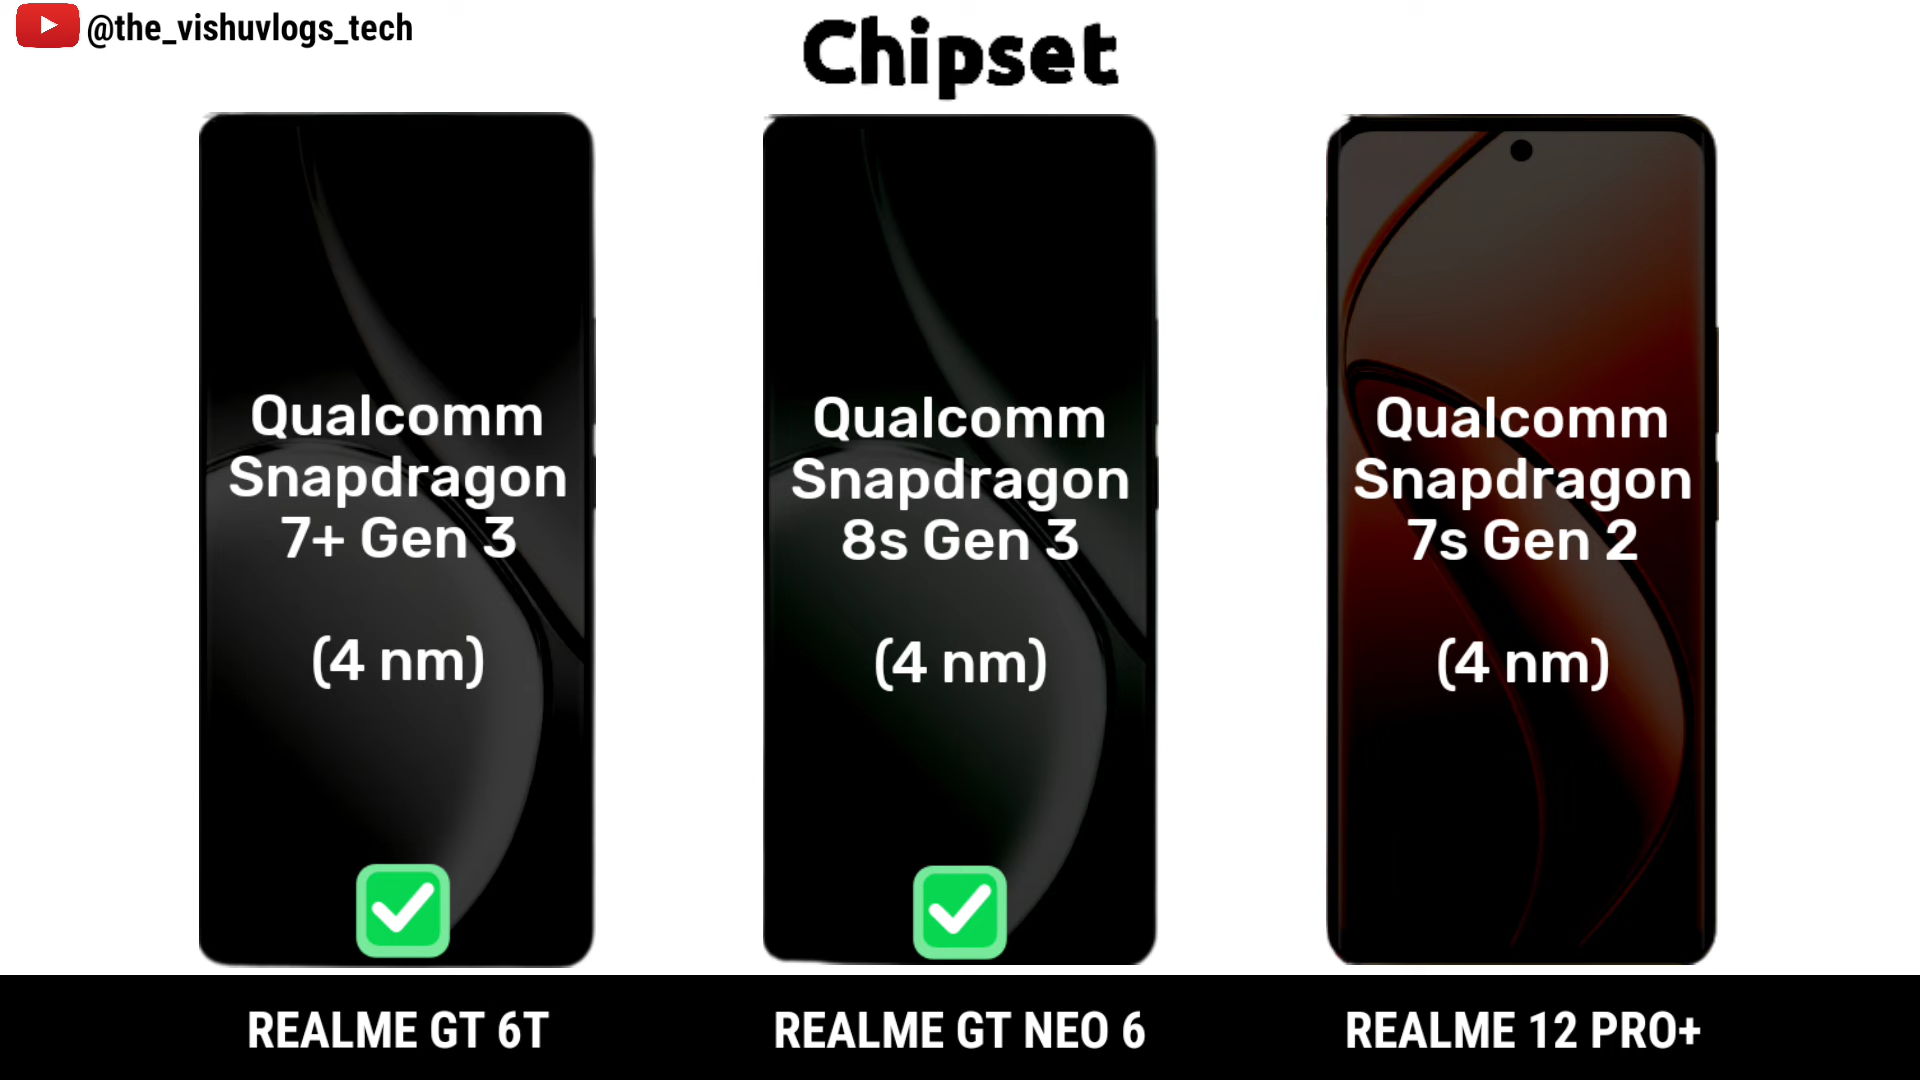 @the_vishuvlogs_tech
Chipset
Qualcomm
Snapdragon
7+ Gen 3
(4 nm)
Qualcomm
Snapdragon
8s Gen 3
(4 nm)
Qualcomm
Snapdragon
7s Gen 2
(4 nm)
REALME GT 6T
REALME GT NEO 6
REALME 12 PRO+